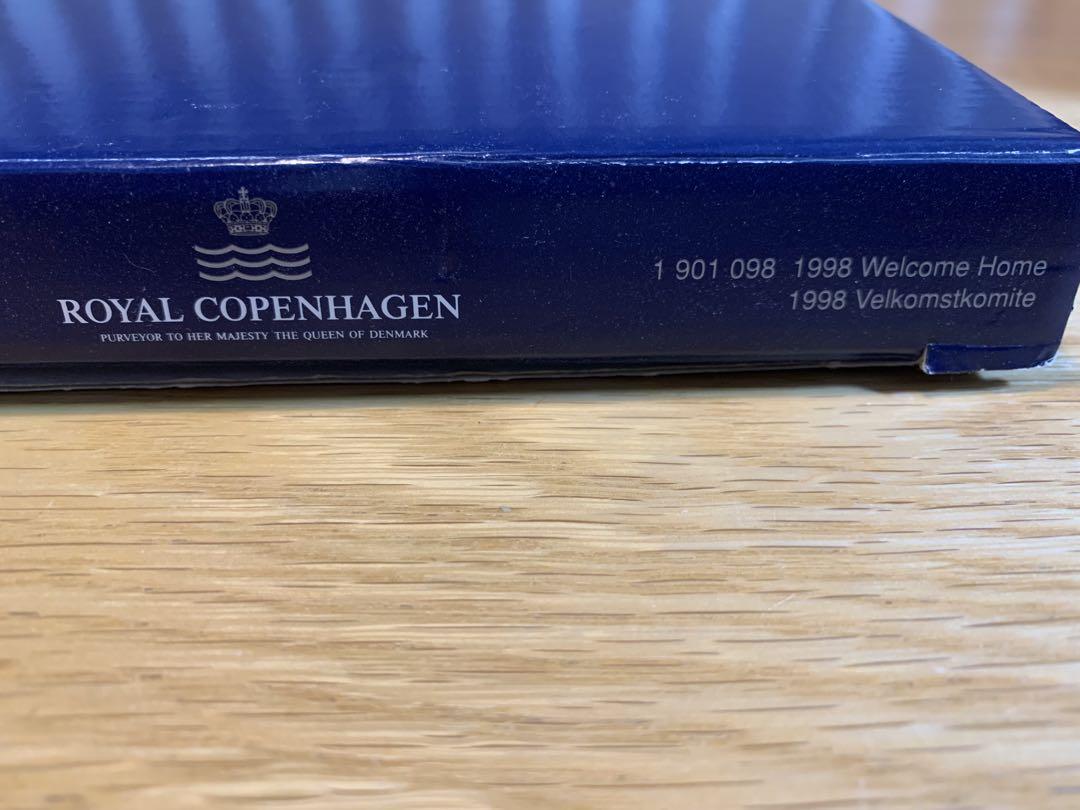 ROYAL COPENHAGEN
PURVEYOR TO HER MAJESTY THE QUEEN OF DENMARK
1 901 098 1998 Welcome Home
1998 Velkomstkomite